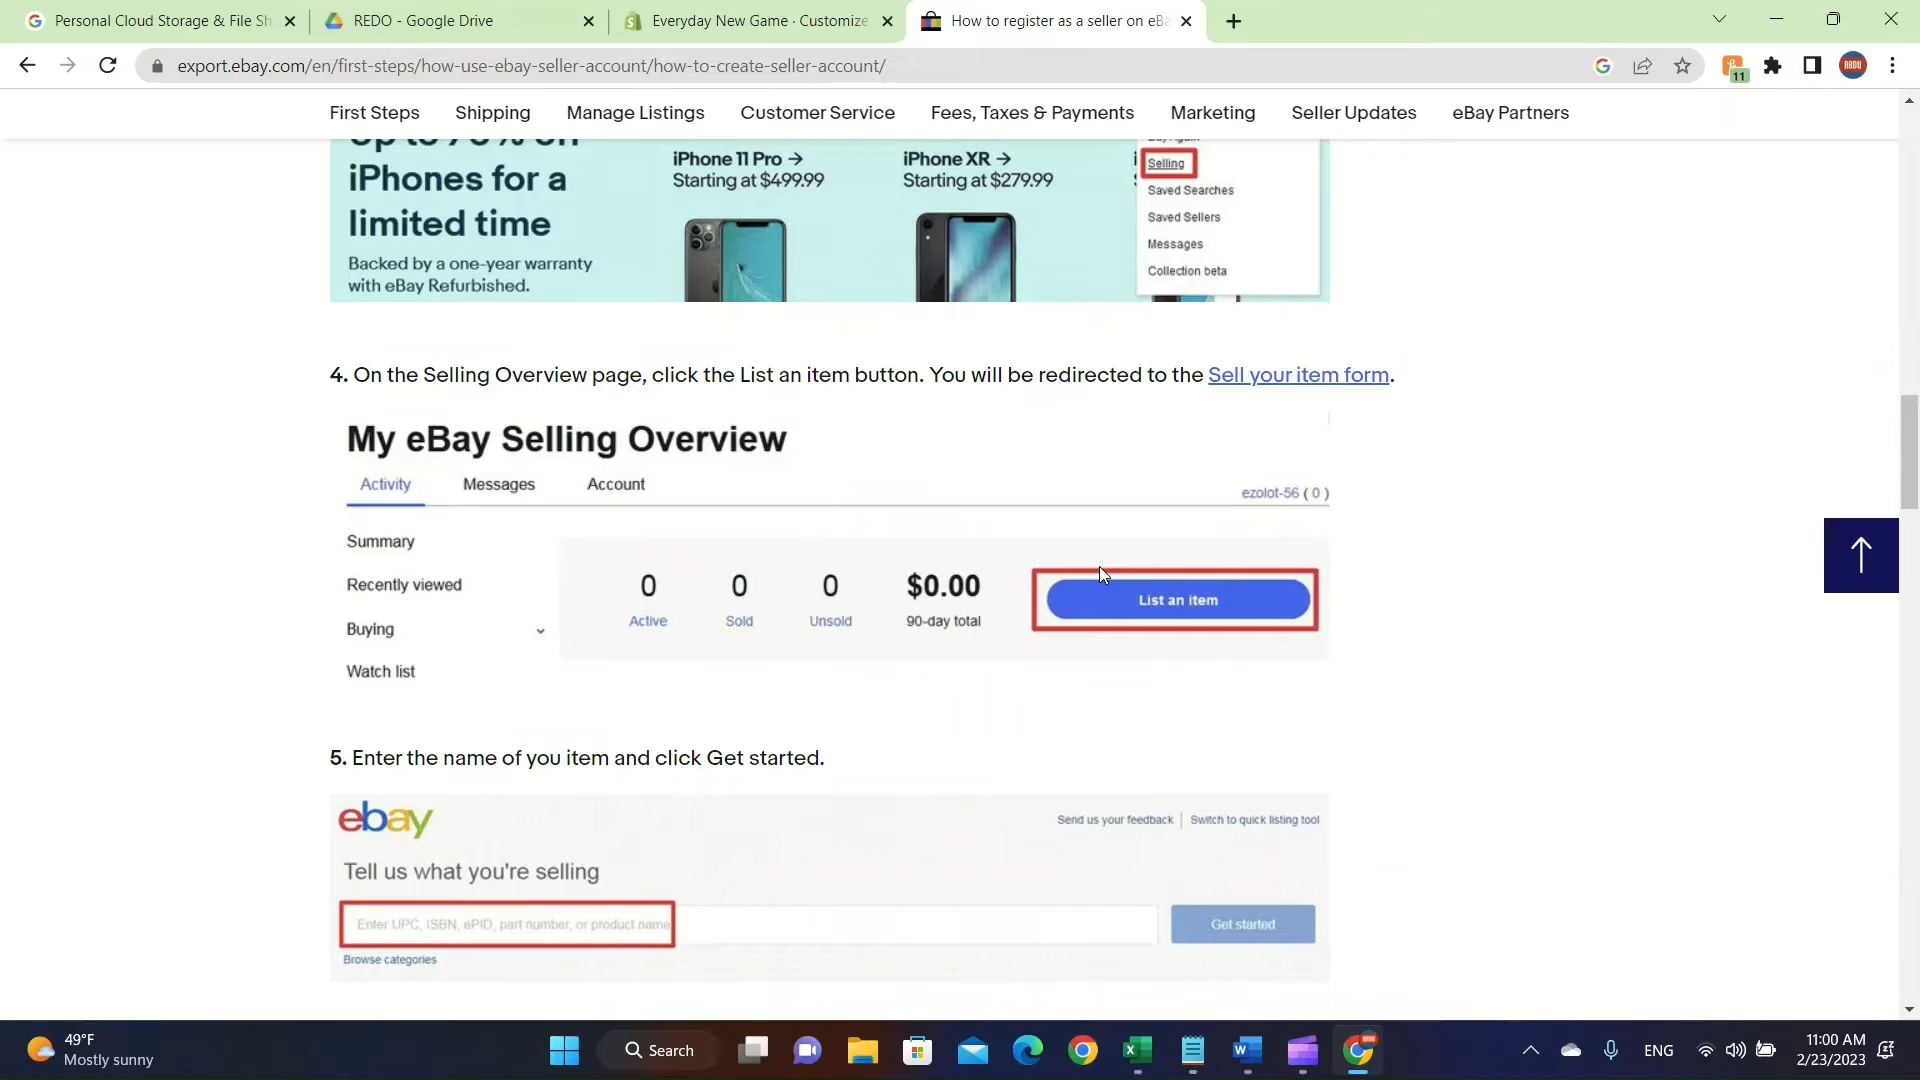 Personal Cloud Storage & File Sh
REDO - Google Drive
Everyday New Game · Customize
How to register as a seller on eBa
export.ebay.com/en/first-steps/how-use-ebay-seller-account/how-to-create-seller-account/
11
ABDU
First Steps
Shipping
Manage Listings
Customer Service
Fees, Taxes & Payments
Marketing
Seller Updates
eBay Partners
Up to 70% on
iPhones for a
limited time
Backed by a one-year warranty
with eBay Refurbished.
iPhone 11 Pro →
Starting at $499.99
iPhone XR →
Starting at $279.99
Buy Again
Selling
Saved Searches
Saved Sellers
Messages
Collection beta
4. On the Selling Overview page, click the List an item button. You will be redirected to the Sell your item form.
My eBay Selling Overview
Activity
Messages
Account
ezolot-56 ( 0 )
Summary
Recently viewed
Buying
Watch list
0
Active
0
Sold
0
Unsold
$0.00
90-day total
List an item
5. Enter the name of you item and click Get started.
ebay
Send us your feedback
Switch to quick listing tool
Tell us what you're selling
Enter UPC, ISBN, ePID, part number, or product name
Get started
Browse categories
49°F
Mostly sunny
Search
ENG
11:00 AM
2/23/2023